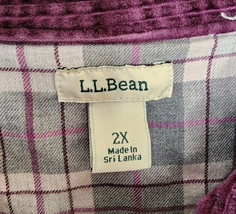 L.L.Bean
2X
Made in
Sri Lanka